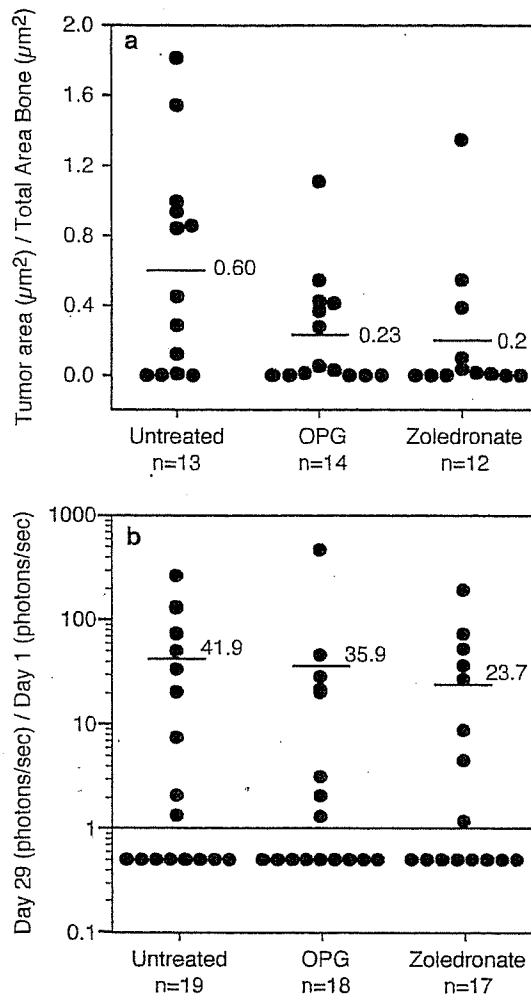 a
Tumor area (µm²) / Total Area Bone (µm²)
2.0
1.6
1.2
0.8
0.4
0.0
0.60
0.23
0.2
Untreated OPG Zoledronate
n=13 n=14 n=12
b
Day 29 (photons/sec) / Day 1 (photons/sec)
1000
100
10
1
0.1
41.9
35.9
23.7
Untreated OPG Zoledronate
n=19 n=18 n=17